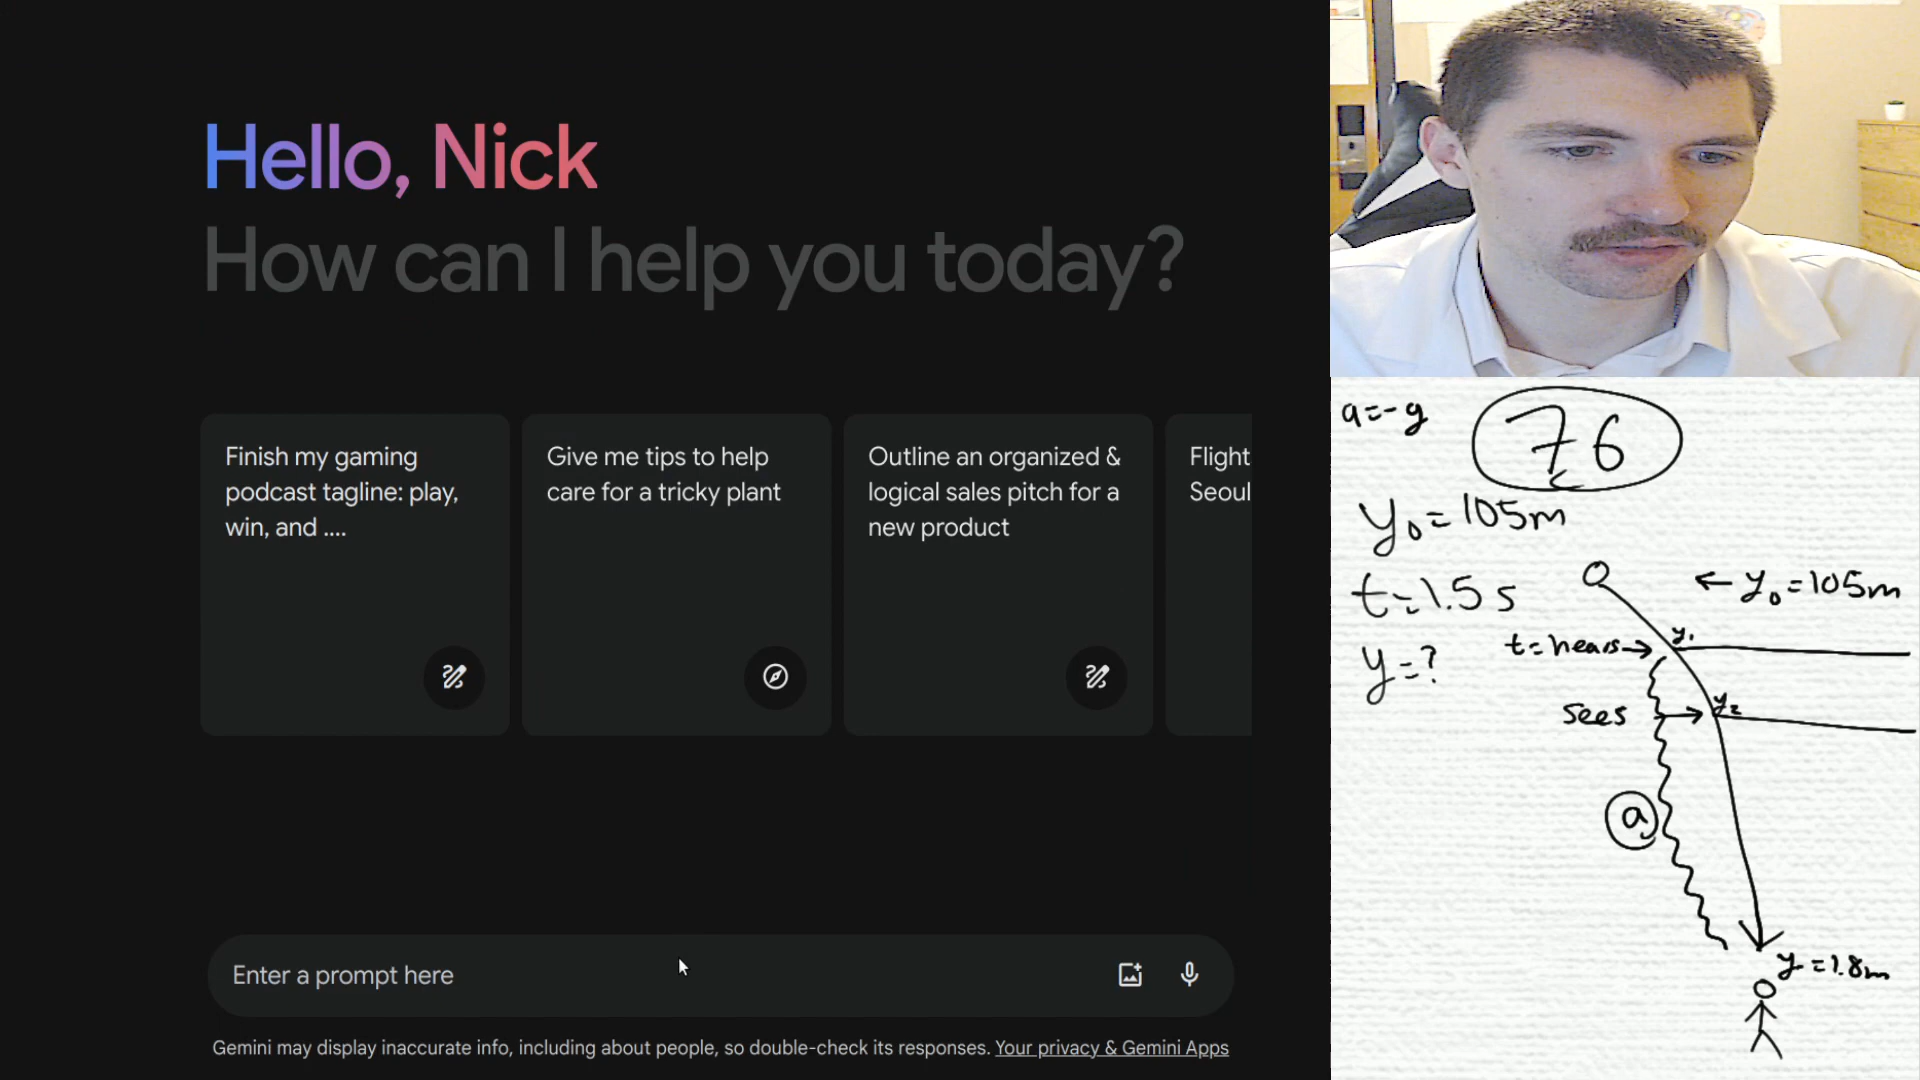 Hello, Nick
How can I help you today?
Finish my gaming
podcast tagline: play,
win, and ....
Give me tips to help
care for a tricky plant
Outline an organized &
logical sales pitch for a
new product
Flight
Seoul
Enter a prompt here
Gemini may display inaccurate info, including about people, so double-check its responses. Your privacy & Gemini Apps
a=-g
76
y₀=105m
t=1.5 s
y=?
← y₀=105m
t=hears→
y₁
sees →
y₂
a
y=1.8m